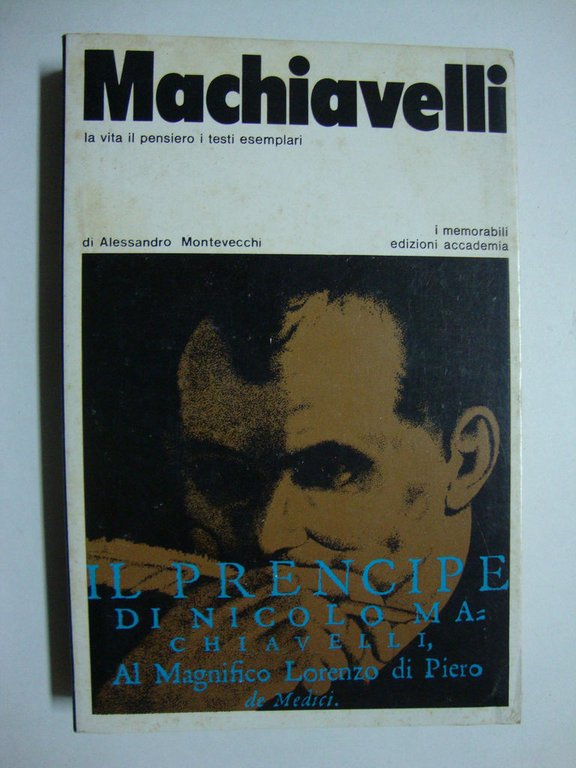 Machiavelli
la vita il pensiero i testi esemplari
di Alessandro Montevecchi
i memorabili
edizioni accademia
IL PRENCIPE
DI NICOLO MA=
CHIAVELLI,
Al Magnifico Lorenzo di Piero
de Medici.